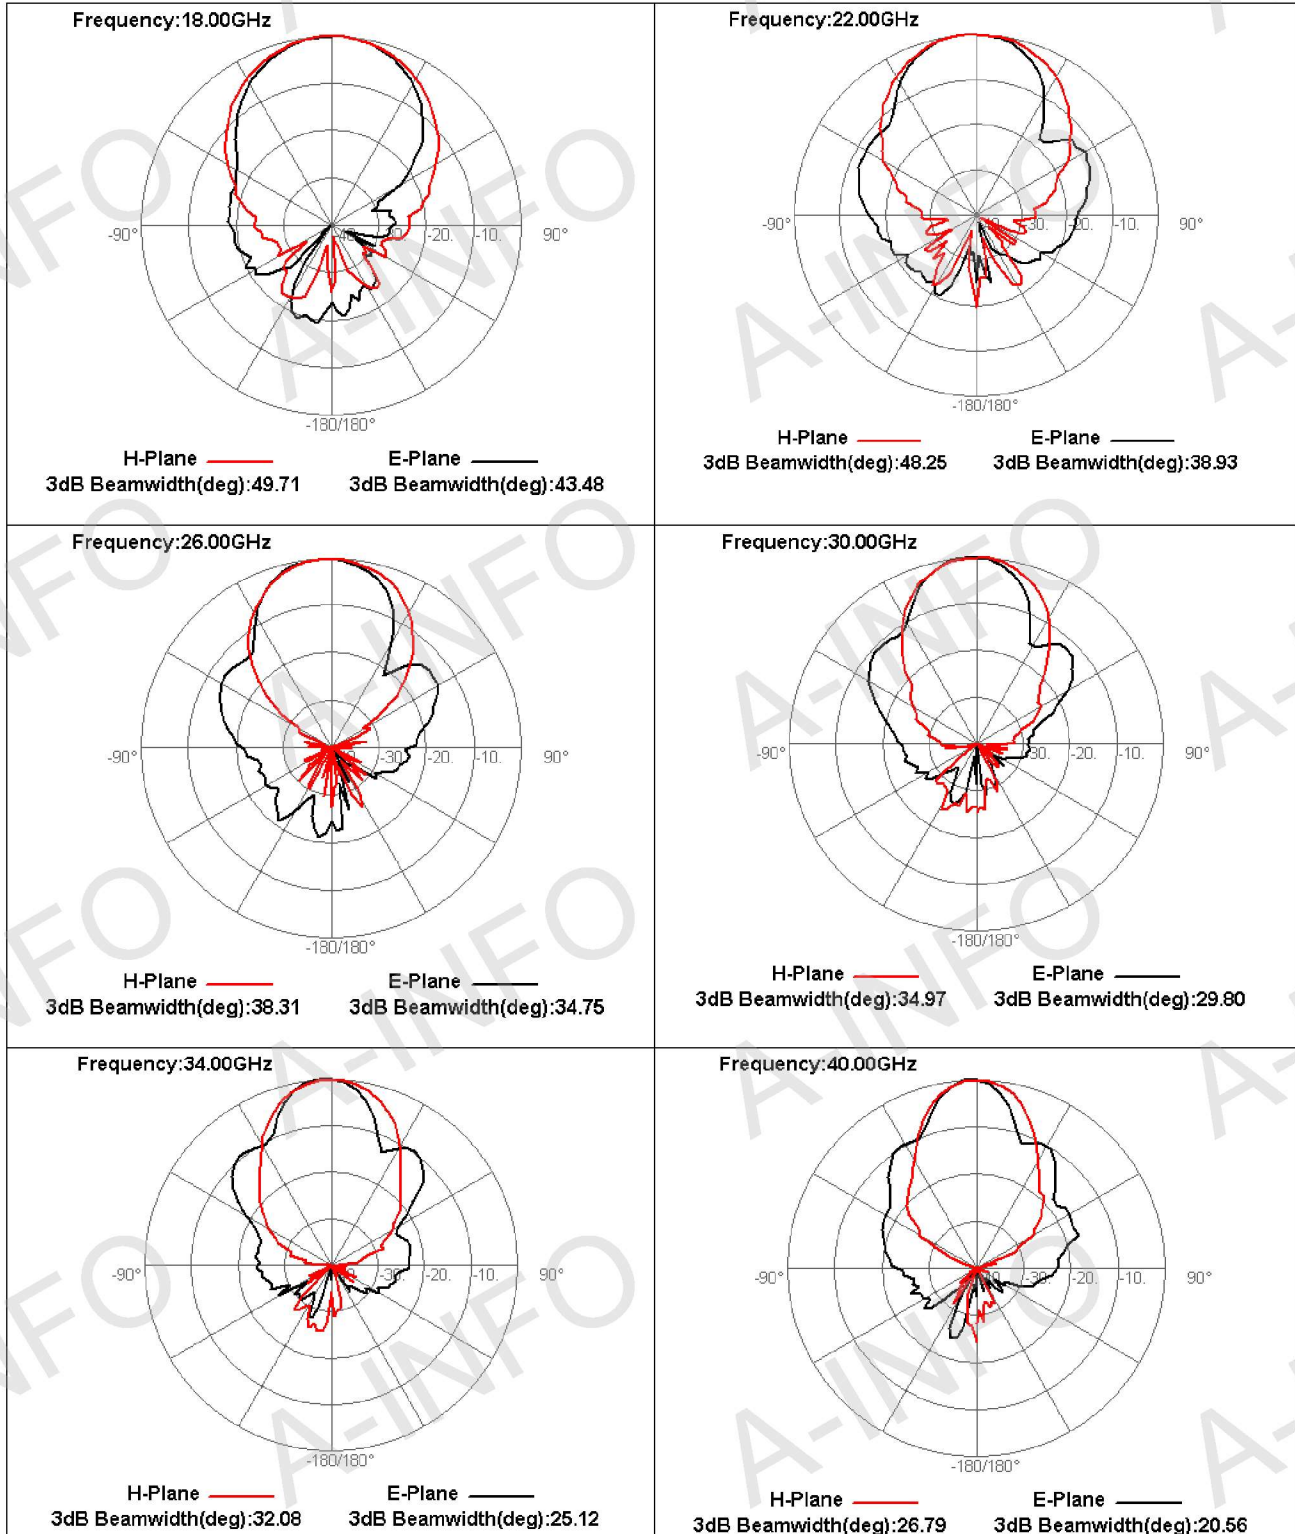 Frequency:18.00GHz
-90° -40. -20. -10. 90°
-180/180°
H-Plane E-Plane
3dB Beamwidth(deg):49.71 3dB Beamwidth(deg):43.48
Frequency:22.00GHz
-90° -30. -20. -10. 90°
-180/180°
H-Plane E-Plane
3dB Beamwidth(deg):48.25 3dB Beamwidth(deg):38.93
Frequency:26.00GHz
-90° -30. -20. -10. 90°
-180/180°
H-Plane E-Plane
3dB Beamwidth(deg):38.31 3dB Beamwidth(deg):34.75
Frequency:30.00GHz
-90° -30. -20. -10. 90°
-180/180°
H-Plane E-Plane
3dB Beamwidth(deg):34.97 3dB Beamwidth(deg):29.80
Frequency:34.00GHz
-90° -30. -20. -10. 90°
-180/180°
H-Plane E-Plane
3dB Beamwidth(deg):32.08 3dB Beamwidth(deg):25.12
Frequency:40.00GHz
-90° -30. -20. -10. 90°
-180/180°
H-Plane E-Plane
3dB Beamwidth(deg):26.79 3dB Beamwidth(deg):20.56
A-INFO